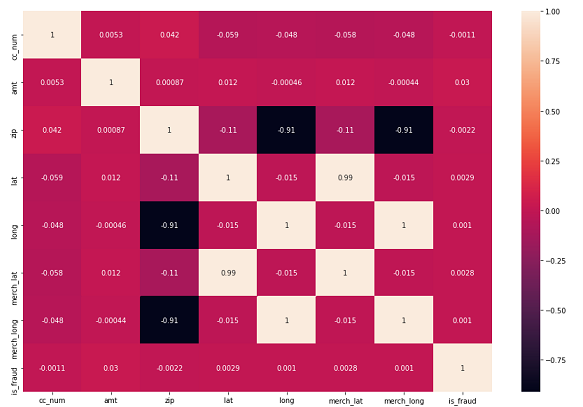 cc_num 1 0.0053 0.042 -0.059 -0.048 -0.058 -0.048 -0.0011
amt 0.0053 1 0.00087 0.012 -0.00046 0.012 -0.00044 0.03
zip 0.042 0.00087 1 -0.11 -0.91 -0.11 -0.91 -0.0022
lat -0.059 0.012 -0.11 1 -0.015 0.99 -0.015 0.0029
long -0.048 -0.00046 -0.91 -0.015 1 -0.015 1 0.001
merch_lat -0.058 0.012 -0.11 0.99 -0.015 1 -0.015 0.0028
merch_long -0.048 -0.00044 -0.91 -0.015 1 -0.015 1 0.001
is_fraud -0.0011 0.03 -0.0022 0.0029 0.001 0.0028 0.001 1
cc_num amt zip lat long merch_lat merch_long is_fraud
1.00
0.75
0.50
0.25
0.00
-0.25
-0.50
-0.75